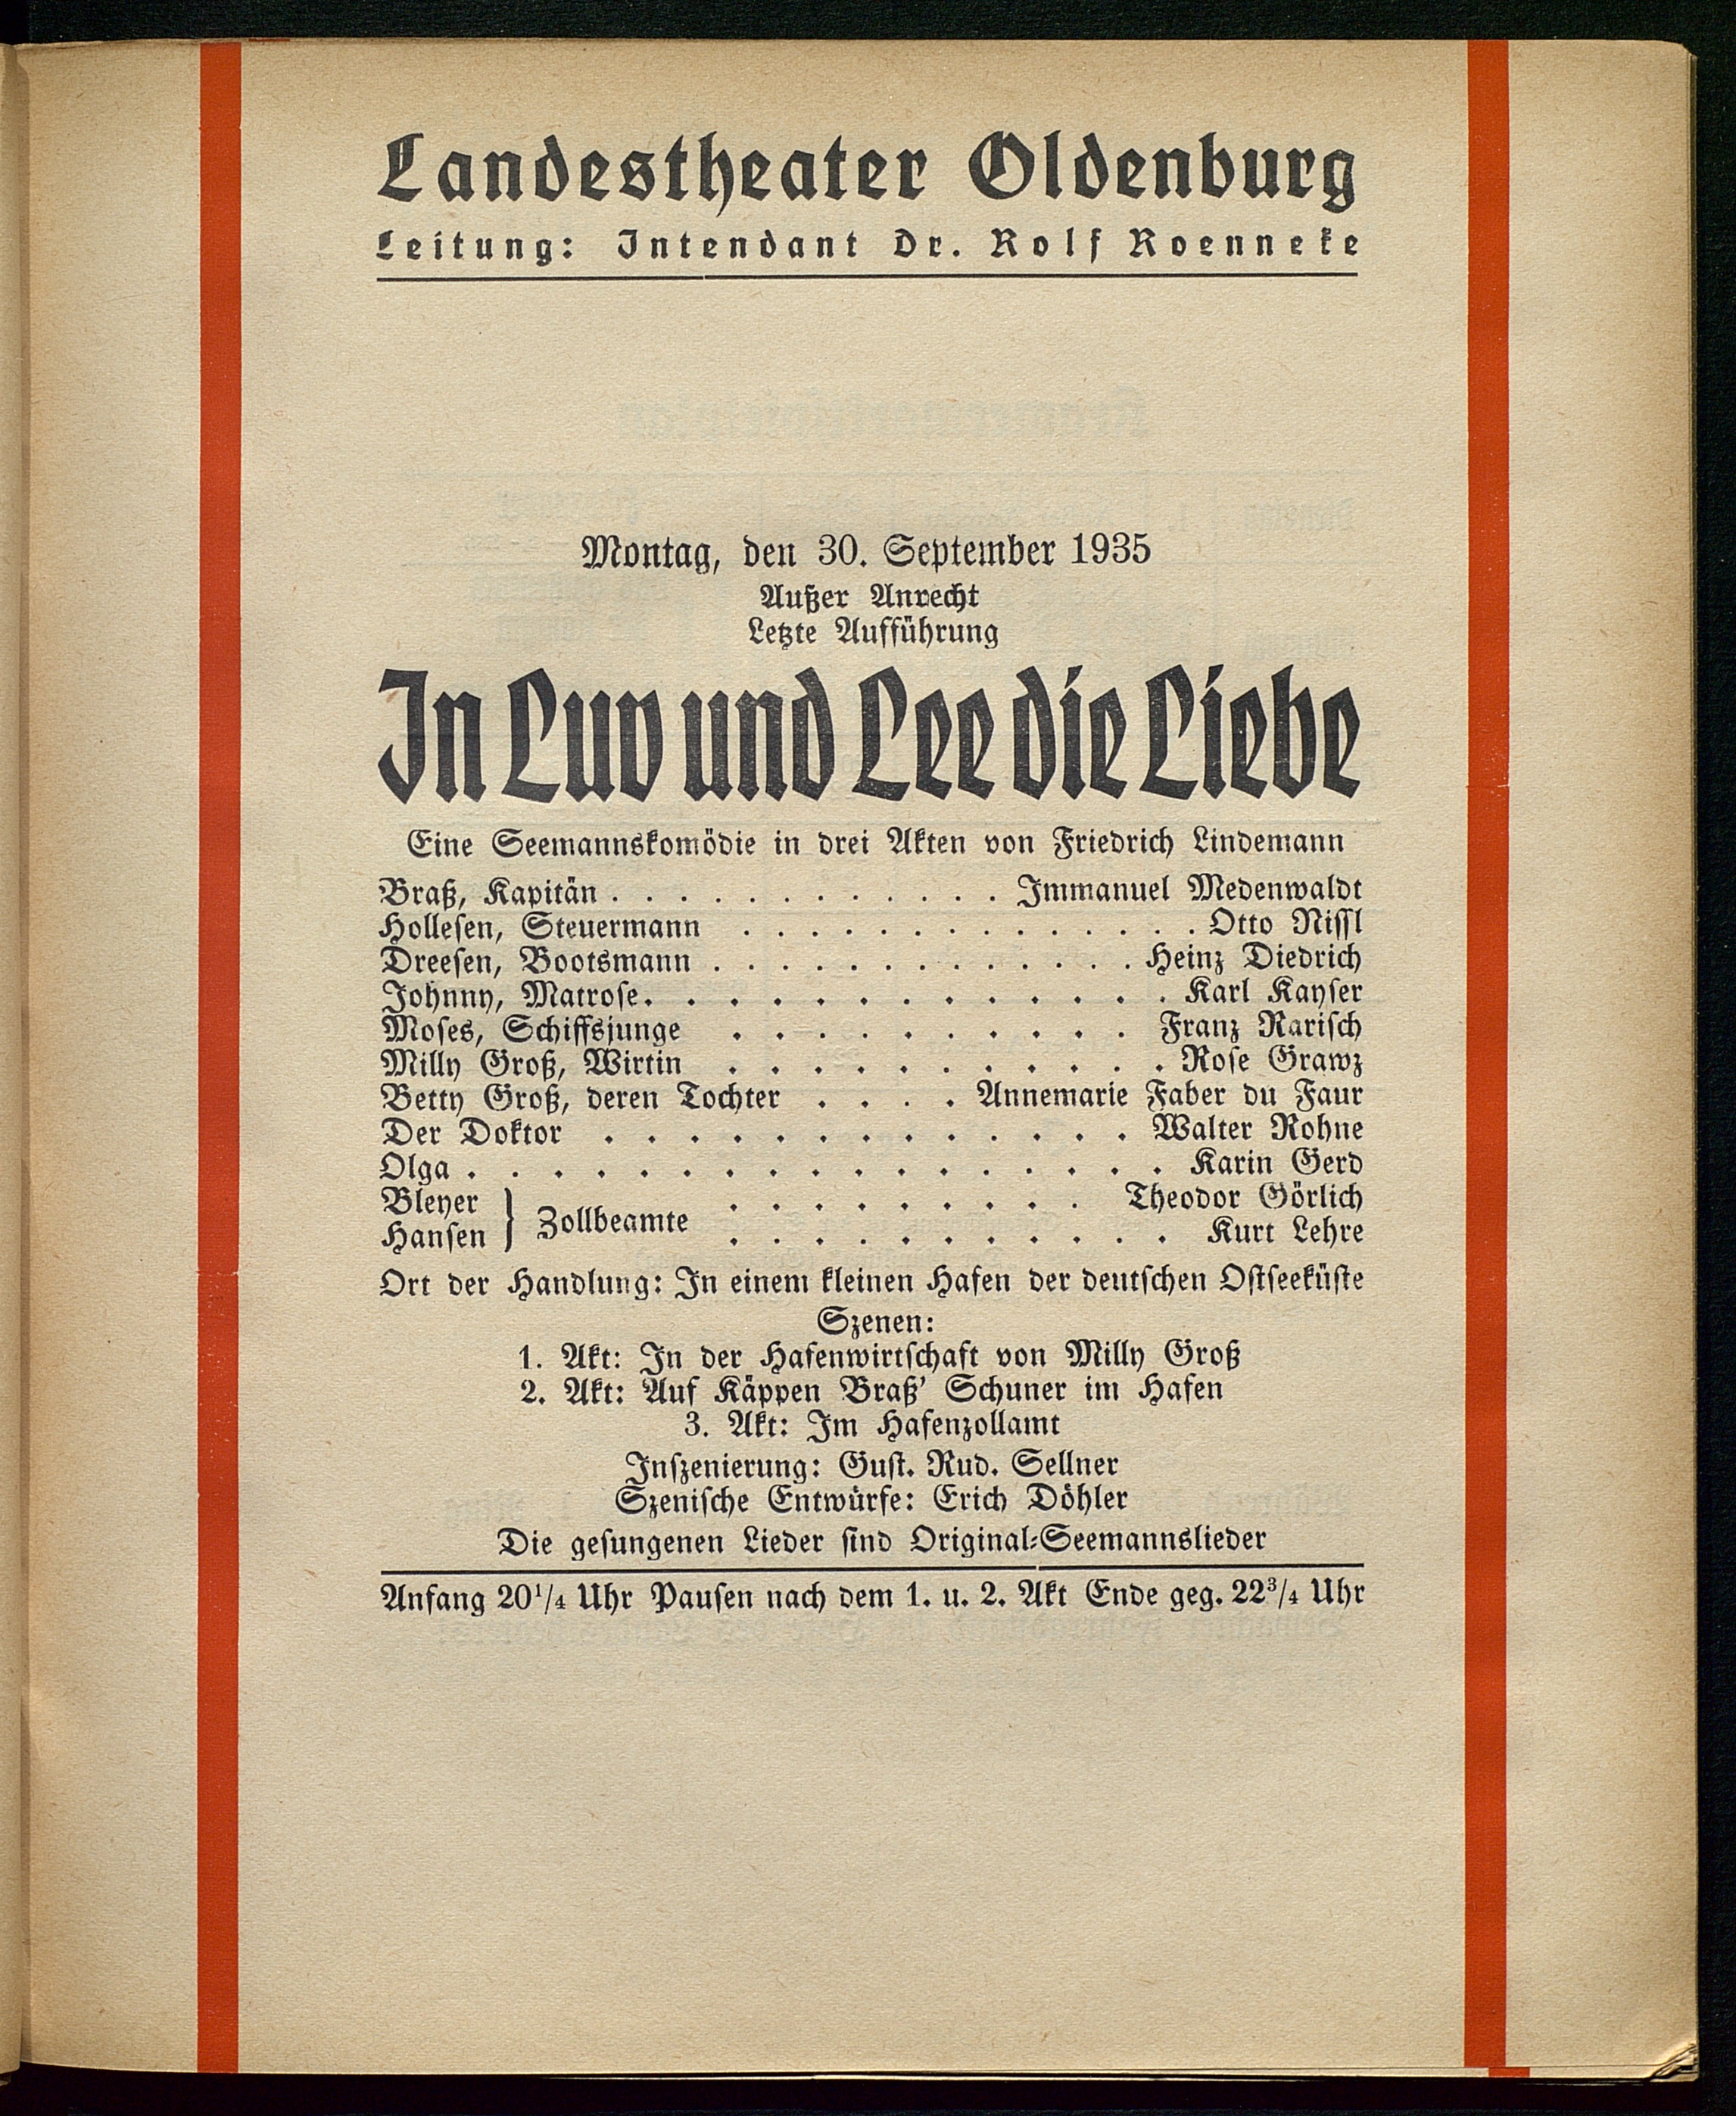 Landestheater Oldenburg
Leitung: Intendant Dr. Rolf Roenneke
Montag, den 30. September 1935
Außer Anrecht
Letzte Aufführung
In Luv und Lee die Liebe
Eine Seemannskomödie in drei Akten von Friedrich Lindemann
Braß, Kapitän . . . . . . . . . . . . Immanuel Medenwaldt
Hollesen, Steuermann . . . . . . . . . . . . . . Otto Nissl
Dreesen, Bootsmann . . . . . . . . . . . . . Heinz Diedrich
Johnny, Matrose. . . . . . . . . . . . . Karl Kayser
Moses, Schiffsjunge . . . . . . . . . . Franz Rarisch
Milly Groß, Wirtin . . . . . . . . . . . Rose Grawz
Betty Groß, deren Tochter . . . . Annemarie Faber du Faur
Der Doktor . . . . . . . . . . . . . Walter Rohne
Olga . . . . . . . . . . . . . . . . . Karin Gerd
Bleyer } Zollbeamte . . . . . . . . . Theodor Görlich
Hansen } . . . . . . . . . . . Kurt Lehre
Ort der Handlung: In einem kleinen Hafen der deutschen Ostseeküste
Szenen:
1. Akt: In der Hafenwirtschaft von Milly Groß
2. Akt: Auf Käppen Braß' Schuner im Hafen
3. Akt: Im Hafenzollamt
Inszenierung: Gust. Rud. Sellner
Szenische Entwürfe: Erich Döhler
Die gesungenen Lieder sind Original-Seemannslieder
Anfang 20¹/₄ Uhr Pausen nach dem 1. u. 2. Akt Ende geg. 22³/₄ Uhr